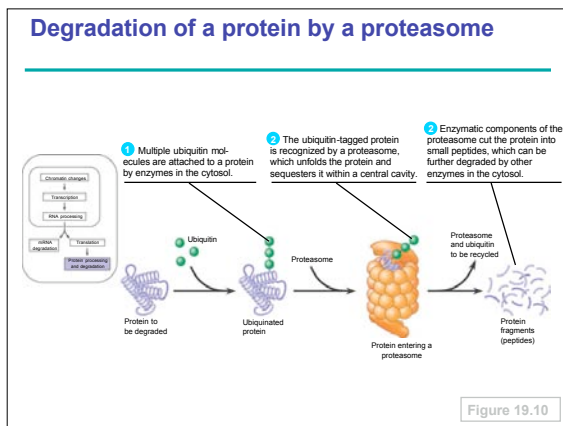 Degradation of a protein by a proteasome
1 Multiple ubiquitin mol-
ecules are attached to a protein
by enzymes in the cytosol.
2 The ubiquitin-tagged protein
is recognized by a proteasome,
which unfolds the protein and
sequesters it within a central cavity.
2 Enzymatic components of the
proteasome cut the protein into
small peptides, which can be
further degraded by other
enzymes in the cytosol.
Chromatin changes
Transcription
RNA processing
mRNA
degradation
Translation
Protein processing
and degradation
Ubiquitin
Proteasome
Proteasome
and ubiquitin
to be recycled
Protein to
be degraded
Ubiquinated
protein
Protein entering a
proteasome
Protein
fragments
(peptides)
Figure 19.10